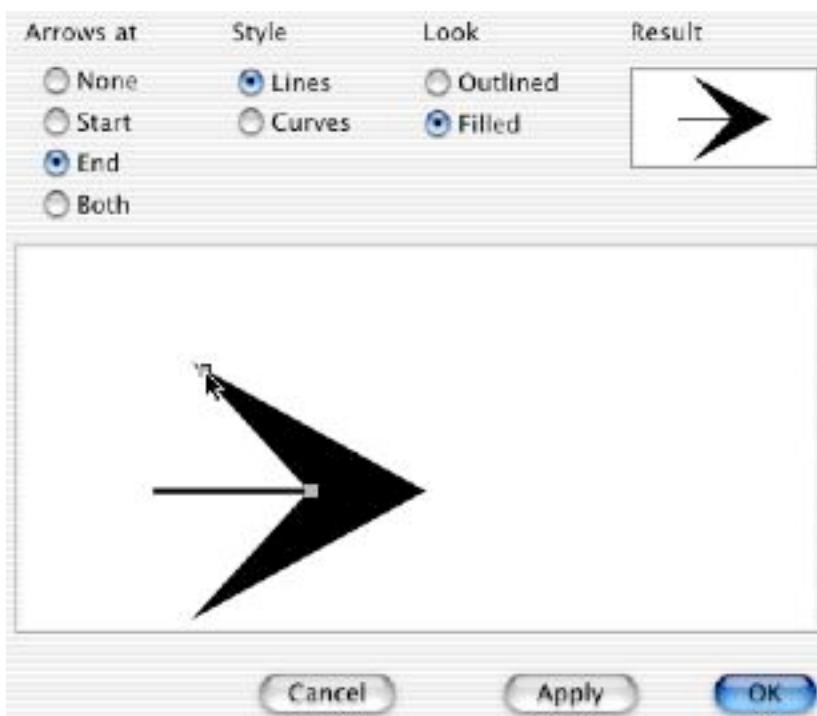 Arrows at Style Look Result
None Lines Outlined
Start Curves Filled
End
Both
Cancel Apply OK